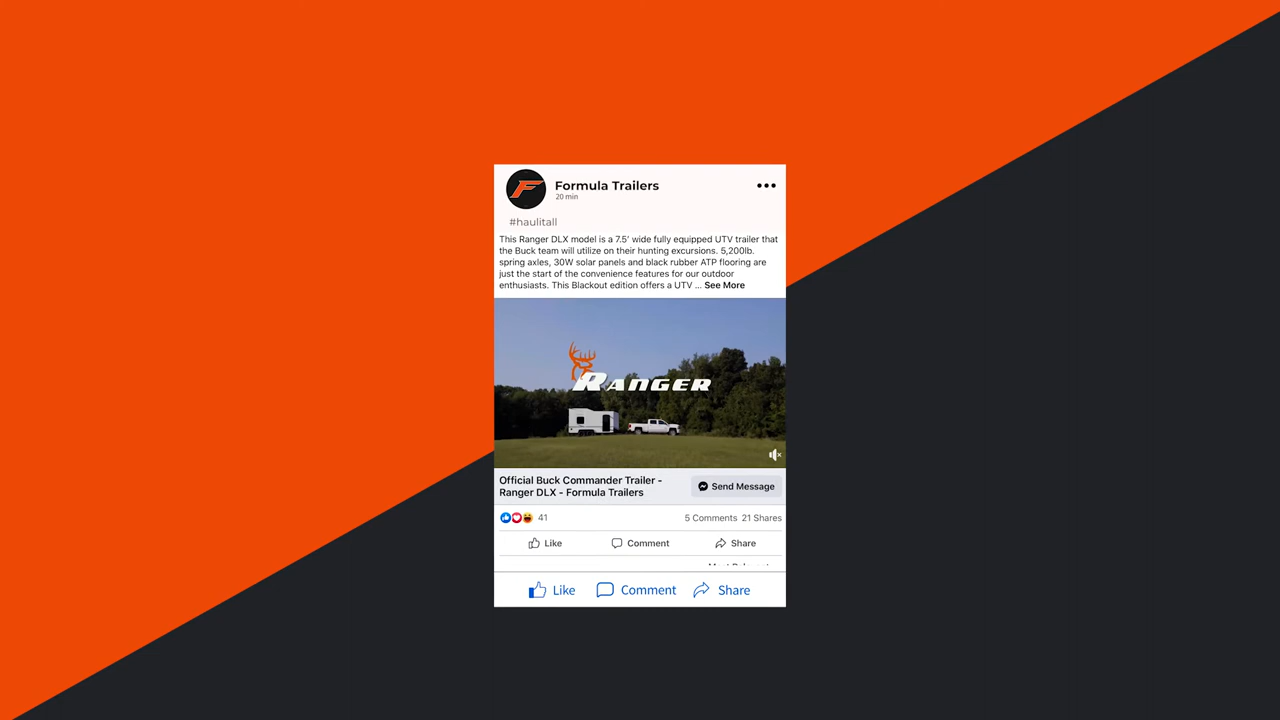 Formula Trailers
20 min
#haulitall
This Ranger DLX model is a 7.5' wide fully equipped UTV trailer that
the Buck team will utilize on their hunting excursions. 5,200lb.
spring axles, 30W solar panels and black rubber ATP flooring are
just the start of the convenience features for our outdoor
enthusiasts. This Blackout edition offers a UTV ... See More
RANGER
Official Buck Commander Trailer -
Ranger DLX - Formula Trailers
Send Message
41
5 Comments 21 Shares
Like Comment Share
Like Comment Share